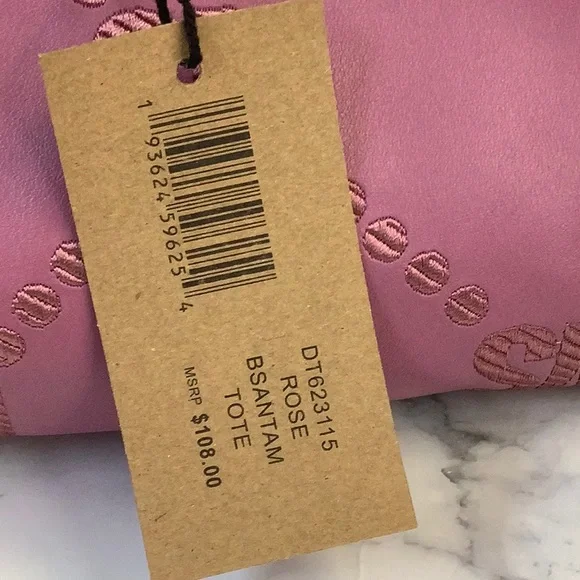 1 93624 59625 4
DT623115
ROSE
BSANTAM
TOTE
MSRP $108.00